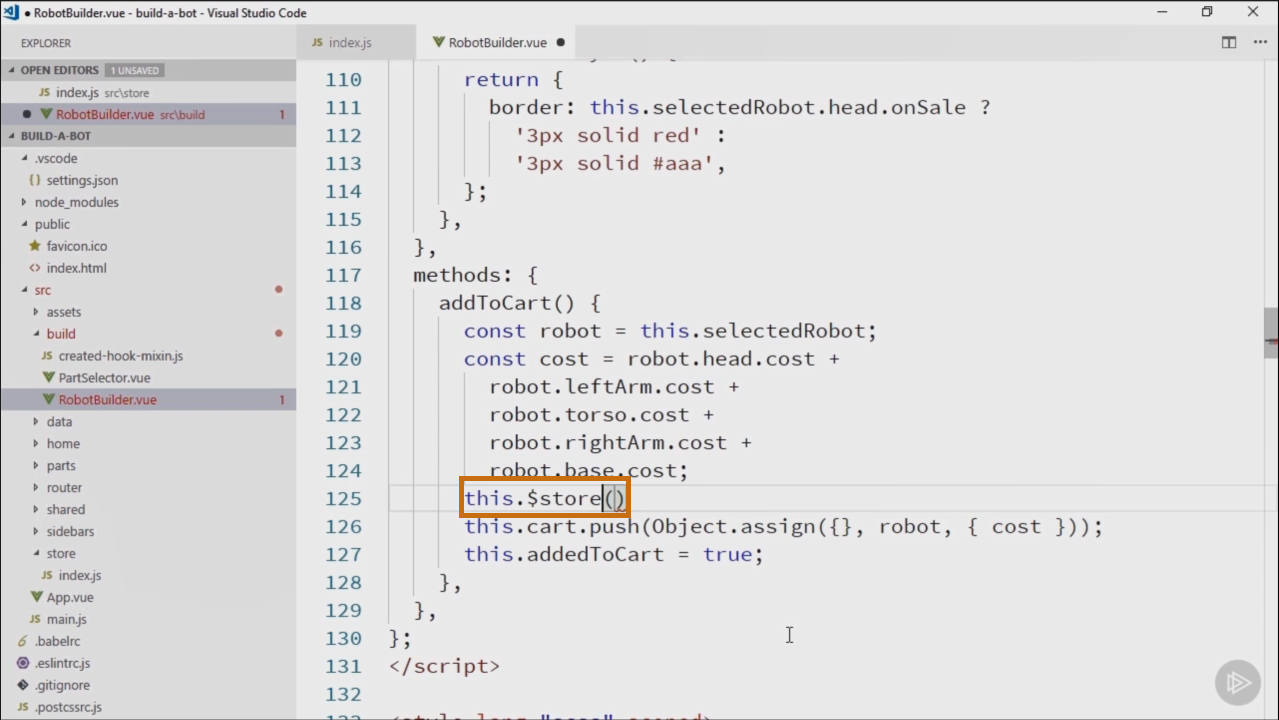 RobotBuilder.vue - build-a-bot - Visual Studio Code
EXPLORER
OPEN EDITORS 1 UNSAVED
JS index.js src\store
RobotBuilder.vue src\build 1
BUILD-A-BOT
.vscode
{} settings.json
node_modules
public
favicon.ico
<> index.html
src
assets
build
JS created-hook-mixin.js
PartSelector.vue
RobotBuilder.vue 1
data
home
parts
router
shared
sidebars
store
JS index.js
App.vue
JS main.js
.babelrc
.eslintrc.js
.gitignore
.postcssrc.js
JS index.js
RobotBuilder.vue
110 return {
111 border: this.selectedRobot.head.onSale ?
112 '3px solid red' :
113 '3px solid #aaa',
114 };
115 },
116 },
117 methods: {
118 addToCart() {
119 const robot = this.selectedRobot;
120 const cost = robot.head.cost +
121 robot.leftArm.cost +
122 robot.torso.cost +
123 robot.rightArm.cost +
124 robot.base.cost;
125 this.$store()
126 this.cart.push(Object.assign({}, robot, { cost }));
127 this.addedToCart = true;
128 },
129 },
130 };
131 </script>
132